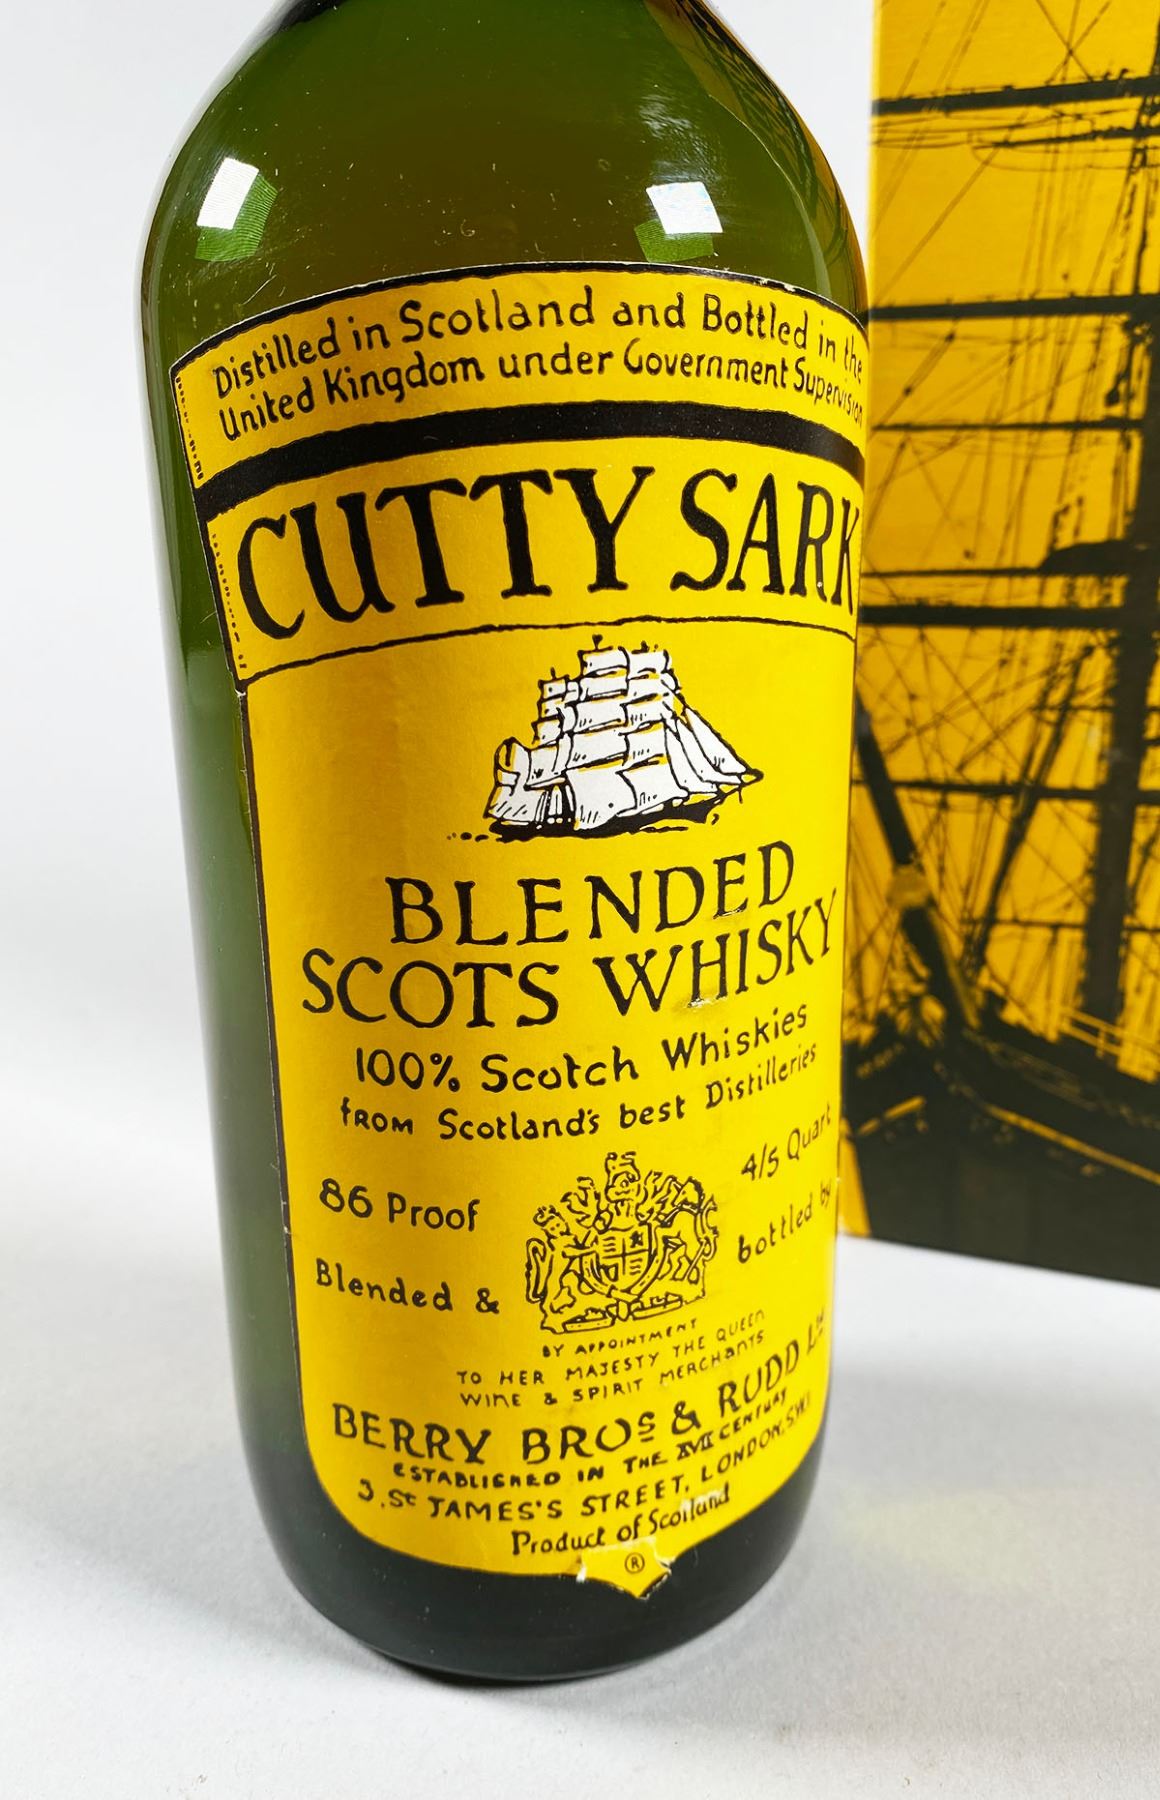 Distilled in Scotland and Bottled in the
United Kingdom under Government Supervision
CUTTY SARK
BLENDED
SCOTS WHISKY
100% Scotch Whiskies
from Scotland's best Distilleries
86 Proof
4/5 Quart
Blended &
bottled by
BY APPOINTMENT
TO HER MAJESTY THE QUEEN
WINE & SPIRIT MERCHANTS
BERRY BROS & RUDD LTD
ESTABLISHED IN THE XVII CENTURY
3, St JAMES'S STREET, LONDON, S.W.1
Product of Scotland
®